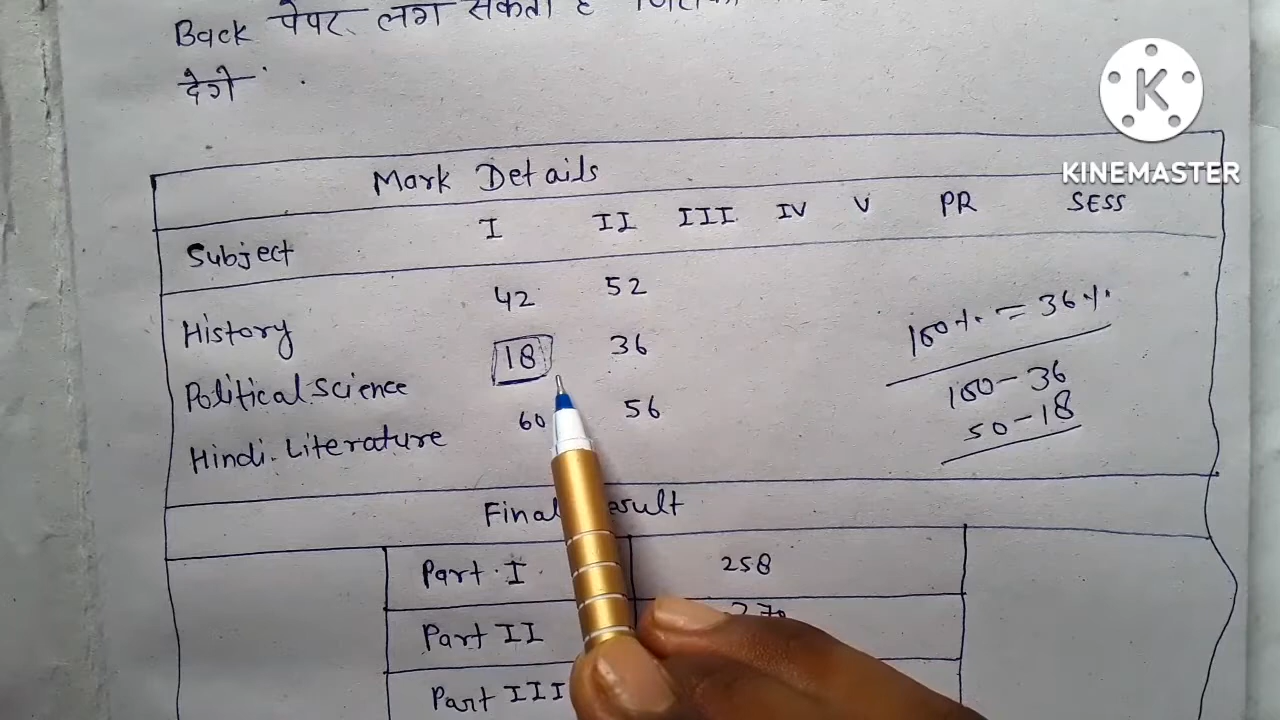 Back पेपर लग सकता है
देगे
KINEMASTER
Mark Details
Subject I II III IV V PR SESS
History 42 52
Political Science 18 36
Hindi Literature 60 56
100% = 36%
100-36
50-18
Final
Part I 258
Part II 270
Part III